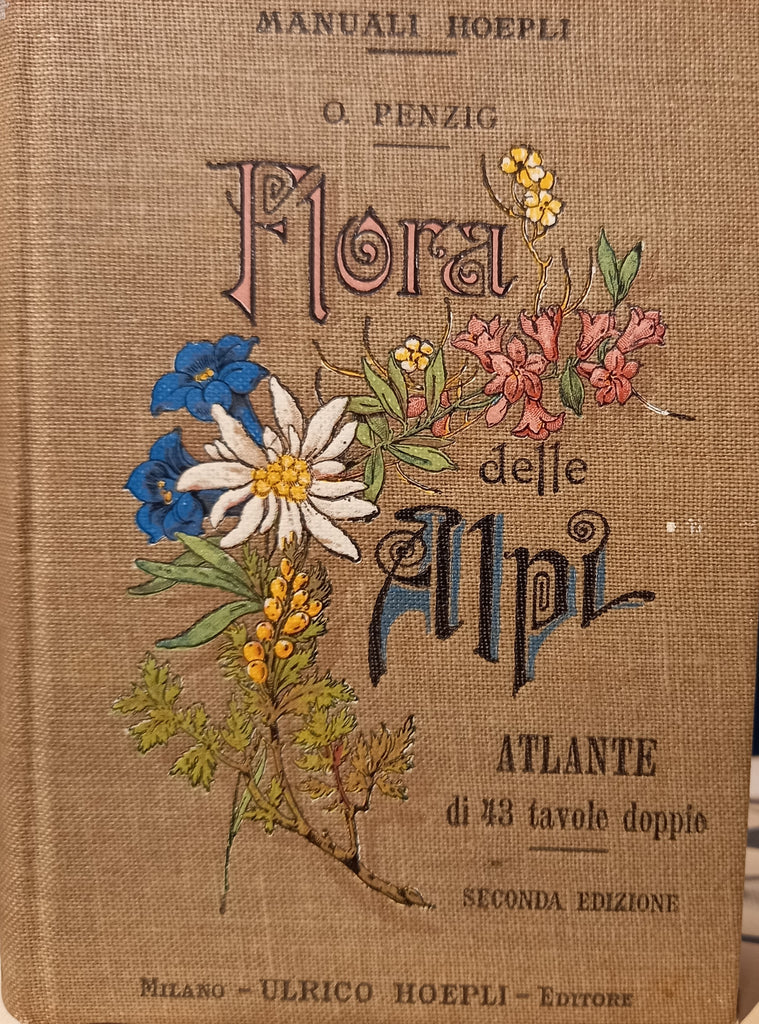 MANUALI HOEPLI
O. PENZIG
Flora
delle
Alpi
ATLANTE
di 43 tavole doppie
SECONDA EDIZIONE
MILANO - ULRICO HOEPLI - EDITORE